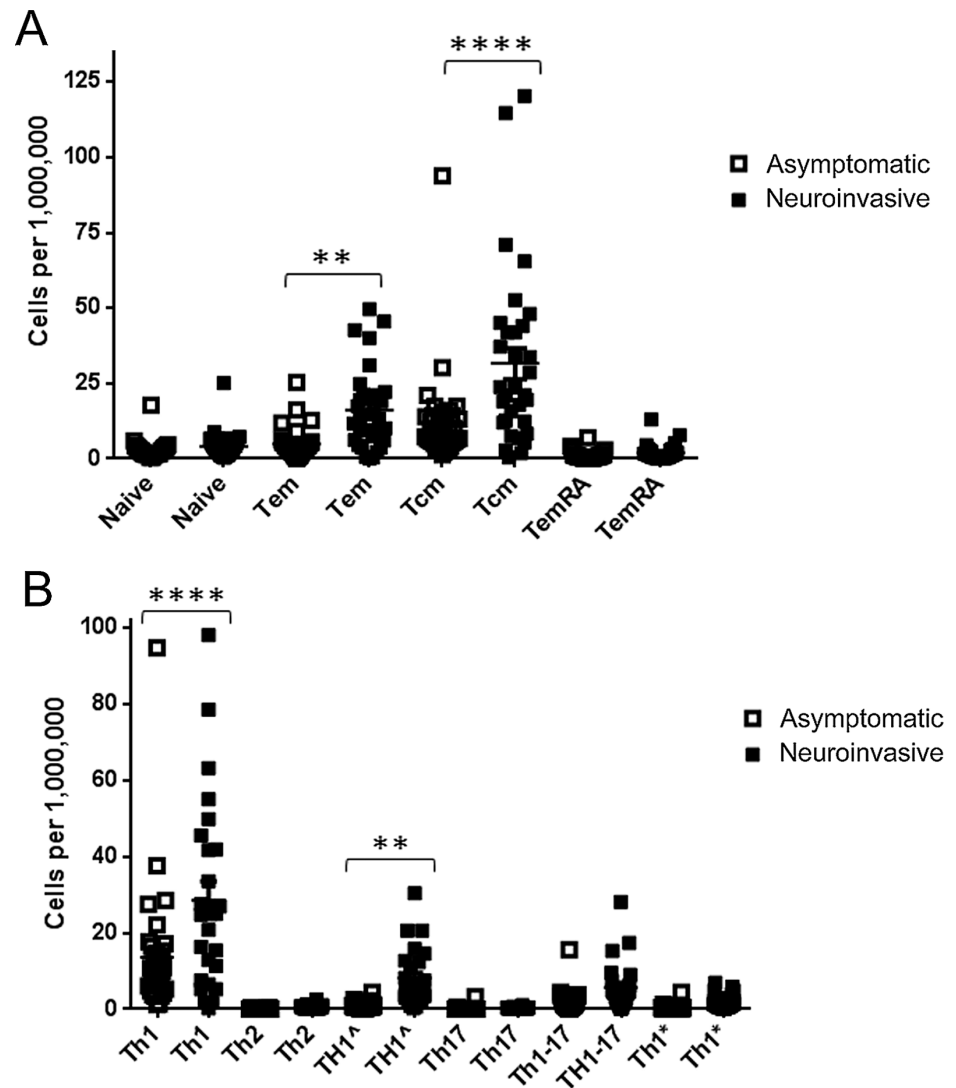 A
****
125
Cells per 1,000,000
100
Asymptomatic
Neuroinvasive
75
**
50
25
0
Naive
Naive
Tem
Tem
Tcm
Tcm
TemRA
TemRA
B
****
100
Cells per 1,000,000
80
Asymptomatic
Neuroinvasive
60
**
40
20
0
Th1
Th1
Th2
Th2
TH1^
TH1^
Th17
Th17
Th1-17
TH1-17
Th1*
Th1*